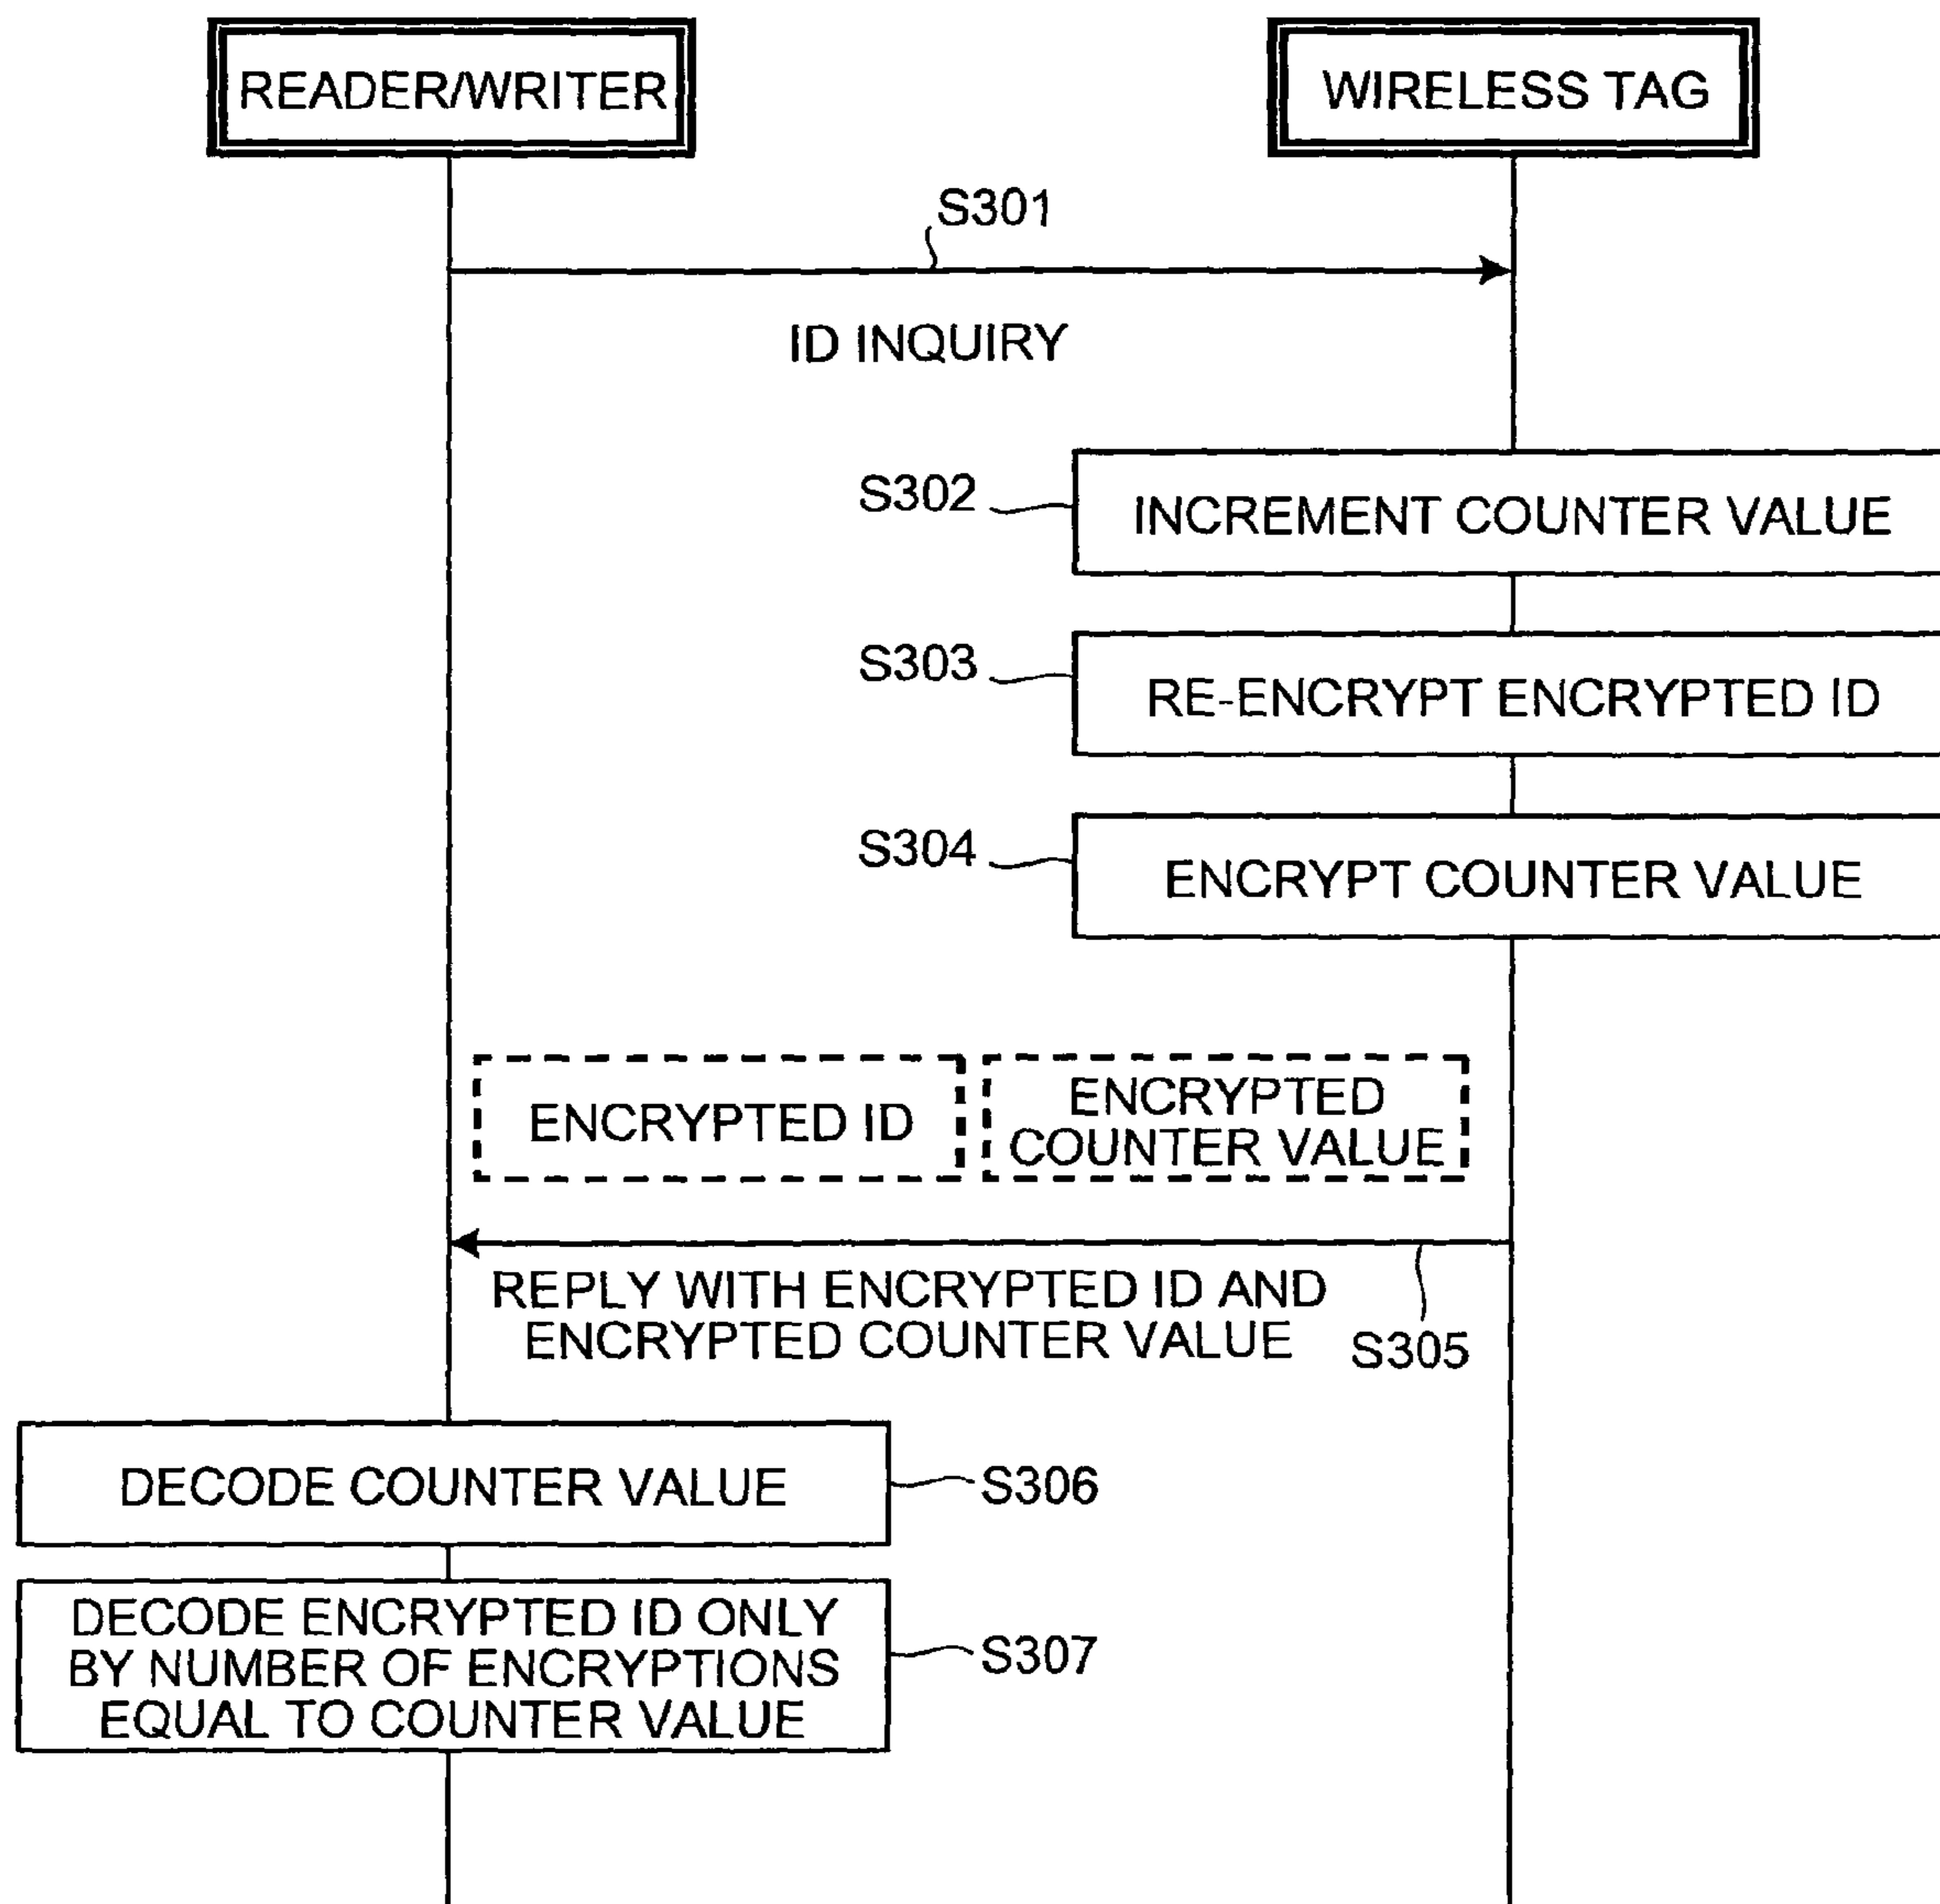 READER/WRITER
WIRELESS TAG
S301
ID INQUIRY
S302
INCREMENT COUNTER VALUE
S303
RE-ENCRYPT ENCRYPTED ID
S304
ENCRYPT COUNTER VALUE
ENCRYPTED ID
ENCRYPTED
COUNTER VALUE
REPLY WITH ENCRYPTED ID AND
ENCRYPTED COUNTER VALUE
S305
DECODE COUNTER VALUE
S306
DECODE ENCRYPTED ID ONLY
BY NUMBER OF ENCRYPTIONS
EQUAL TO COUNTER VALUE
S307